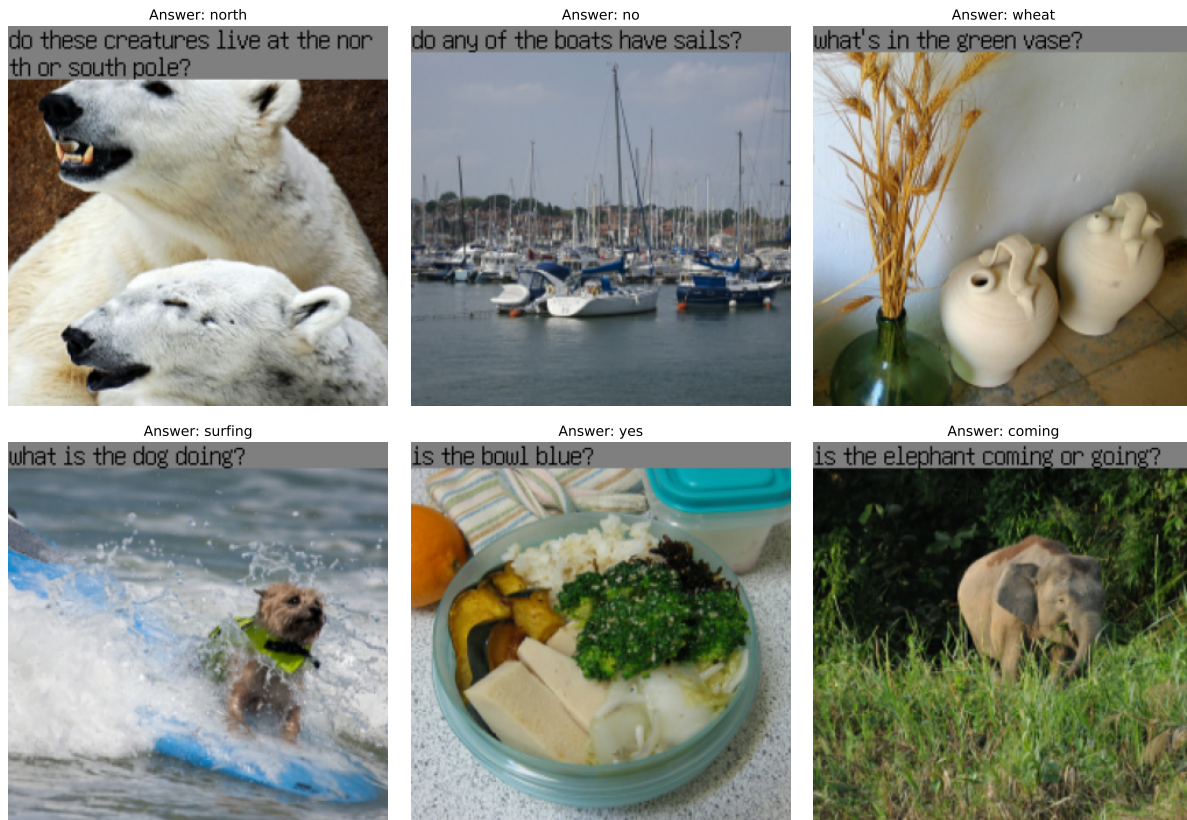 Answer: north
do these creatures live at the nor
th or south pole?
Answer: no
do any of the boats have sails?
Answer: wheat
what's in the green vase?
Answer: surfing
what is the dog doing?
Answer: yes
is the bowl blue?
Answer: coming
is the elephant coming or going?